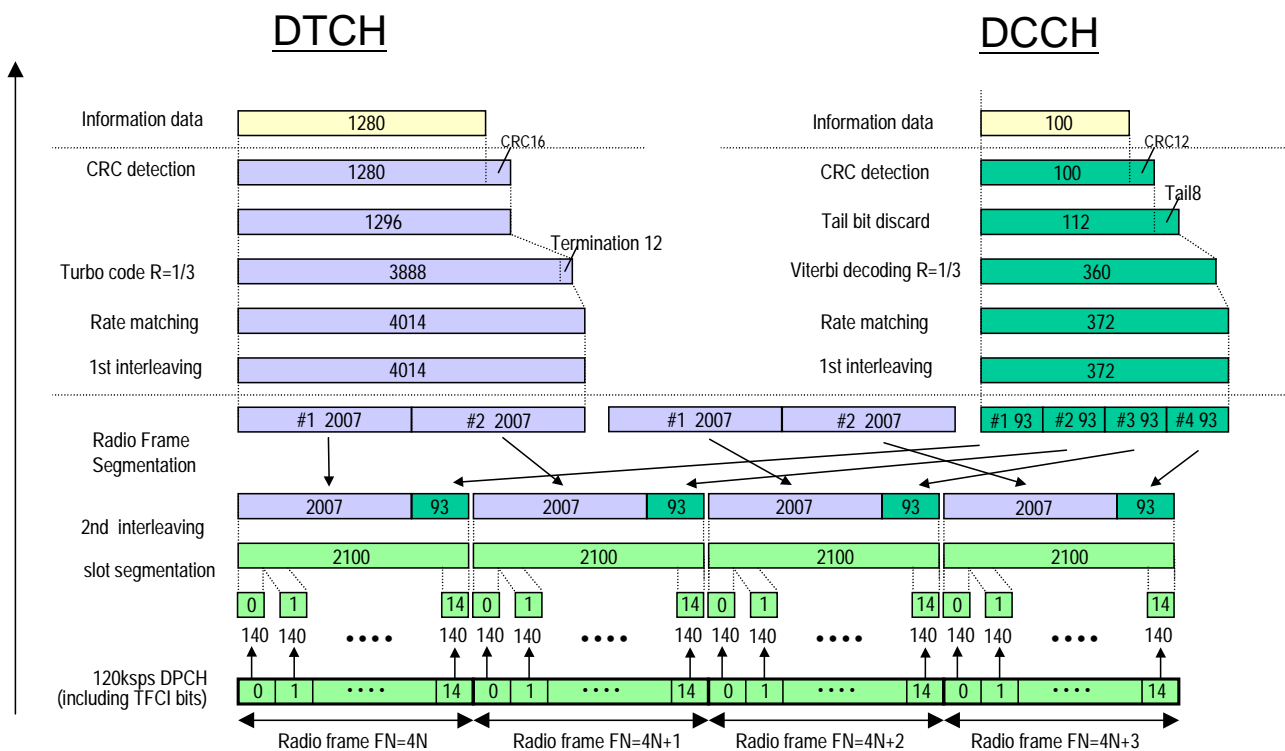 DTCH DCCH
Information data 1280 Information data 100
CRC16 CRC12
CRC detection 1280 CRC detection 100
Tail8
1296 Tail bit discard 112
Termination 12
Turbo code R=1/3 3888 Viterbi decoding R=1/3 360
Rate matching 4014 Rate matching 372
1st interleaving 4014 1st interleaving 372
#1 2007 #2 2007 #1 2007 #2 2007 #1 93 #2 93 #3 93 #4 93
Radio Frame
Segmentation
2007 93 2007 93 2007 93 2007 93
2nd interleaving
2100 2100 2100 2100
slot segmentation
0 1 14 0 1 14 0 1 14 0 1 14
140 140 •••• 140 140 140 •••• 140 140 140 •••• 140 140 140 •••• 140
120ksps DPCH
(including TFCI bits)
0 1 •••• 14 0 1 •••• 14 0 1 •••• 14 0 1 •••• 14
Radio frame FN=4N Radio frame FN=4N+1 Radio frame FN=4N+2 Radio frame FN=4N+3